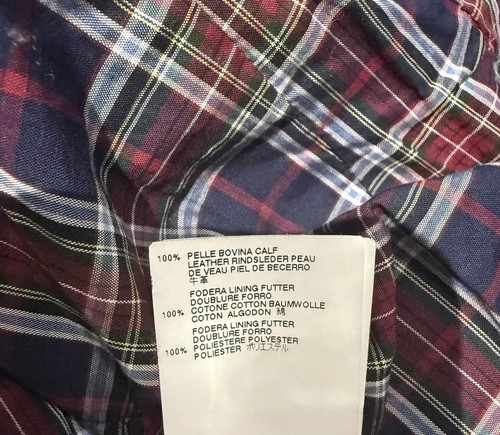 100% PELLE BOVINA CALF
LEATHER RINDSLEDER PEAU
DE VEAU PIEL DE BECERRO
牛革
FODERA LINING FUTTER
DOUBLURE FORRO
100% COTONE COTTON BAUMWOLLE
COTON ALGODON 綿
FODERA LINING FUTTER
DOUBLURE FORRO
100% POLIESTERE POLYESTER
POLIESTER ポリエステル